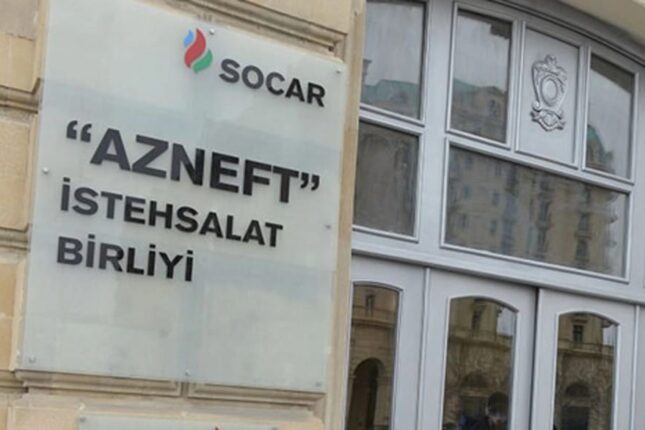 SOCAR
“AZNEFT”
İSTEHSALAT
BİRLİYİ